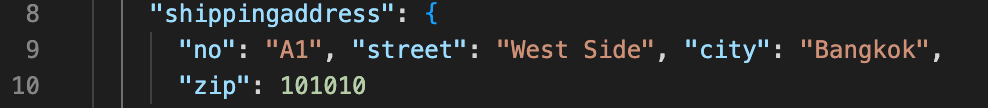 8 "shippingaddress": {
9 "no": "A1", "street": "West Side", "city": "Bangkok",
10 "zip": 101010